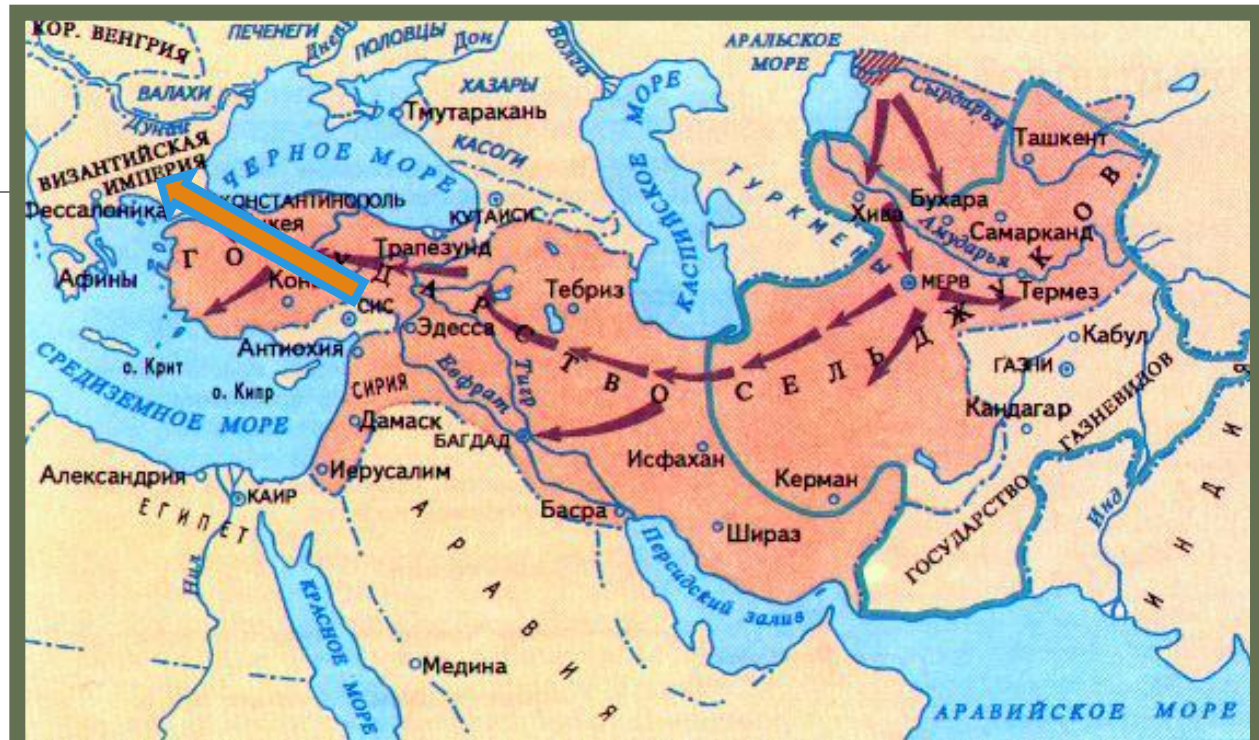 КОР. ВЕНГРИЯ
ПЕЧЕНЕГИ
Днепр
ПОЛОВЦЫ
Дон
Волга
АРАЛЬСКОЕ
МОРЕ
ВАЛАХИ
Дунай
ХАЗАРЫ
Тмутаракань
КАСОГИ
Сырдарья
Ташкент
ВИЗАНТИЙСКАЯ
ИМПЕРИЯ
ЧЕРНОЕ МОРЕ
КАСПИЙСКОЕ МОРЕ
ТУРКМЕНЫ
Хива
Бухара
Амударья
Самарканд
Фессалоника
КОНСТАНТИНОПОЛЬ
КУТАИСИ
Трапезунд
Афины
СИС
Тебриз
МЕРВ
Термез
Эдесса
Антиохия
Кабул
ГАЗНИ
о. Крит
о. Кипр
СРЕДИЗЕМНОЕ МОРЕ
СИРИЯ
Евфрат
Тигр
Дамаск
БАГДАД
Исфахан
Кандагар
Александрия
Иерусалим
КАИР
ЕГИПЕТ
Керман
Басра
Шираз
ГОСУДАРСТВО ГАЗНЕВИДОВ
Инд
ИНДИЯ
Нил
КРАСНОЕ МОРЕ
АРАВИЯ
Персидский залив
Медина
АРАВИЙСКОЕ МОРЕ
ГОСУДАРСТВО СЕЛЬДЖУКОВ